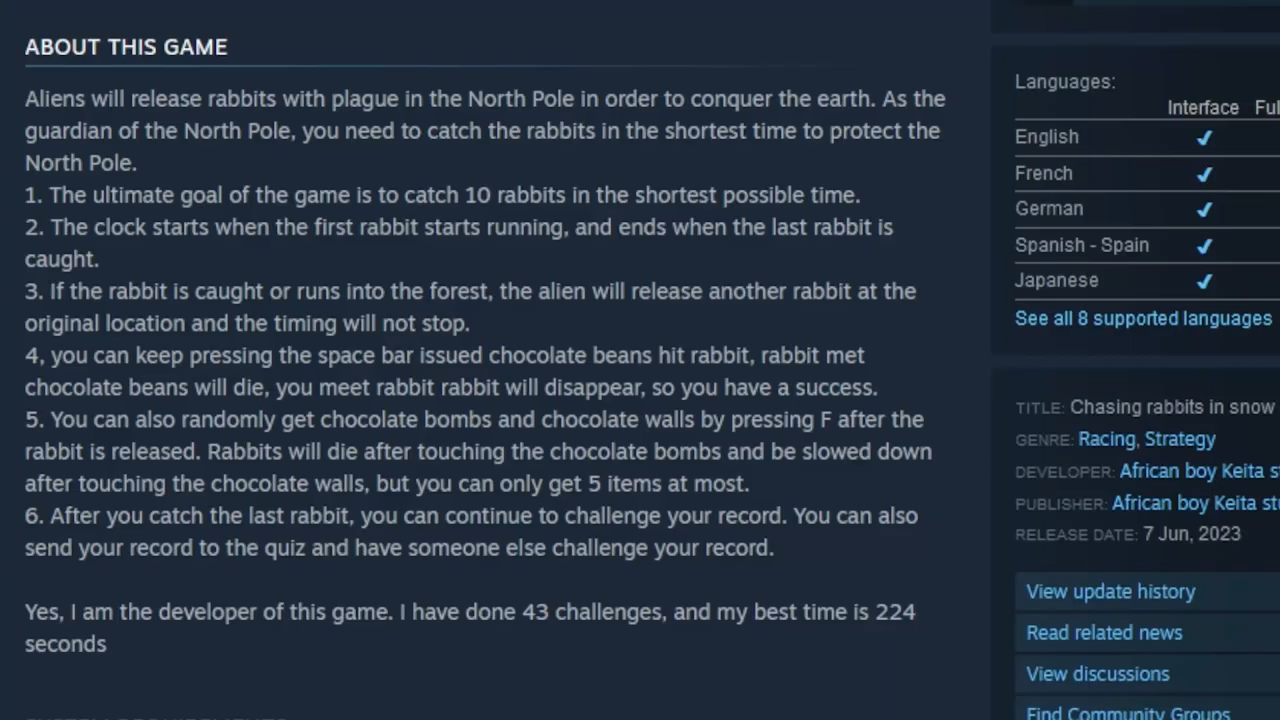 ABOUT THIS GAME
Aliens will release rabbits with plague in the North Pole in order to conquer the earth. As the
guardian of the North Pole, you need to catch the rabbits in the shortest time to protect the
North Pole.
1. The ultimate goal of the game is to catch 10 rabbits in the shortest possible time.
2. The clock starts when the first rabbit starts running, and ends when the last rabbit is
caught.
3. If the rabbit is caught or runs into the forest, the alien will release another rabbit at the
original location and the timing will not stop.
4, you can keep pressing the space bar issued chocolate beans hit rabbit, rabbit met
chocolate beans will die, you meet rabbit rabbit will disappear, so you have a success.
5. You can also randomly get chocolate bombs and chocolate walls by pressing F after the
rabbit is released. Rabbits will die after touching the chocolate bombs and be slowed down
after touching the chocolate walls, but you can only get 5 items at most.
6. After you catch the last rabbit, you can continue to challenge your record. You can also
send your record to the quiz and have someone else challenge your record.
Yes, I am the developer of this game. I have done 43 challenges, and my best time is 224
seconds
Languages:
Interface Ful
English
French
German
Spanish - Spain
Japanese
See all 8 supported languages
TITLE: Chasing rabbits in snow
GENRE: Racing, Strategy
DEVELOPER: African boy Keita st
PUBLISHER: African boy Keita stu
RELEASE DATE: 7 Jun, 2023
View update history
Read related news
View discussions
Find Community Groups